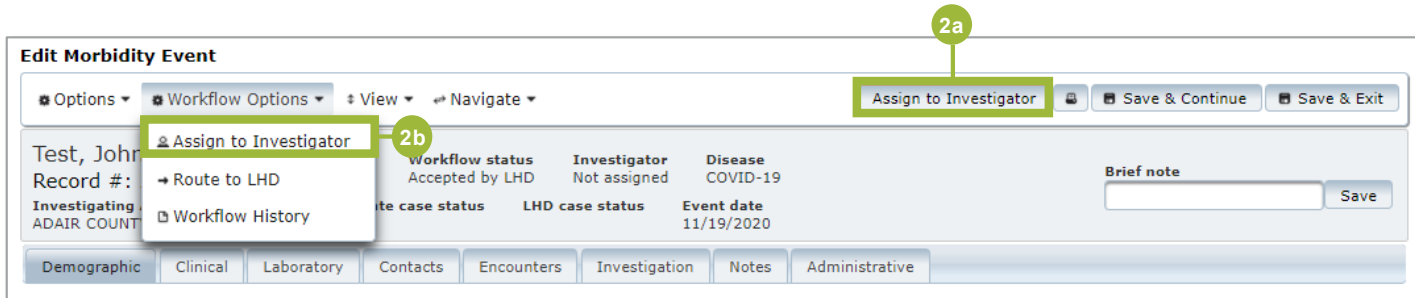 2a
Edit Morbidity Event
Options Workflow Options View Navigate Assign to Investigator Save & Continue Save & Exit
Assign to Investigator 2b
Route to LHD
Workflow History
Test, John
Record #:
Workflow status Investigator Disease
Accepted by LHD Not assigned COVID-19
Brief note
Save
Investigating case status LHD case status Event date
ADAIR COUNT 11/19/2020
Demographic Clinical Laboratory Contacts Encounters Investigation Notes Administrative